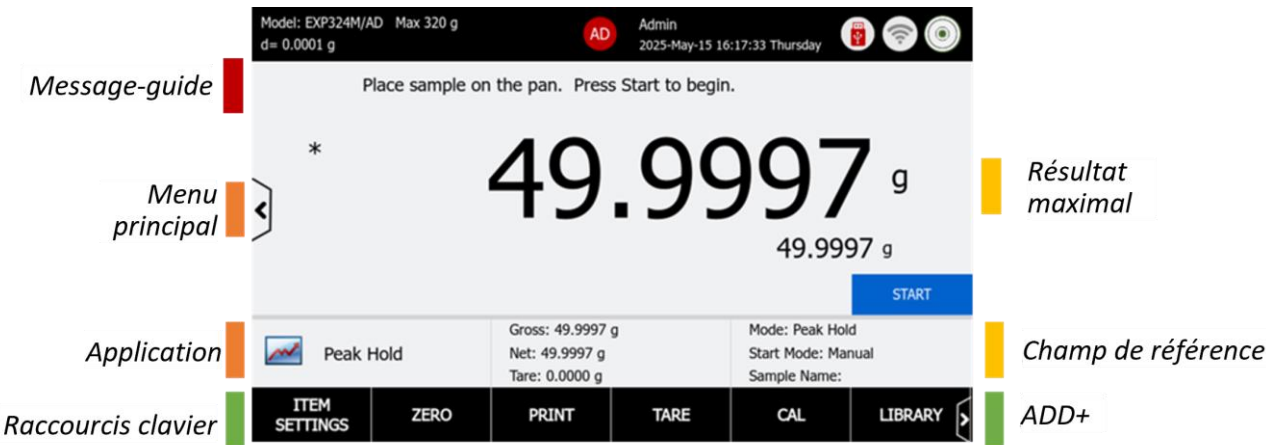 Model: EXP324M/AD Max 320 g
d= 0.0001 g
AD
Admin
2025-May-15 16:17:33 Thursday
Message-guide
Place sample on the pan. Press Start to begin.
*
49.9997 g
Menu
principal
Résultat
maximal
49.9997 g
START
Application
Peak Hold
Gross: 49.9997 g
Net: 49.9997 g
Tare: 0.0000 g
Mode: Peak Hold
Start Mode: Manual
Sample Name:
Champ de référence
Raccourcis clavier
ITEM
SETTINGS
ZERO
PRINT
TARE
CAL
LIBRARY
ADD+